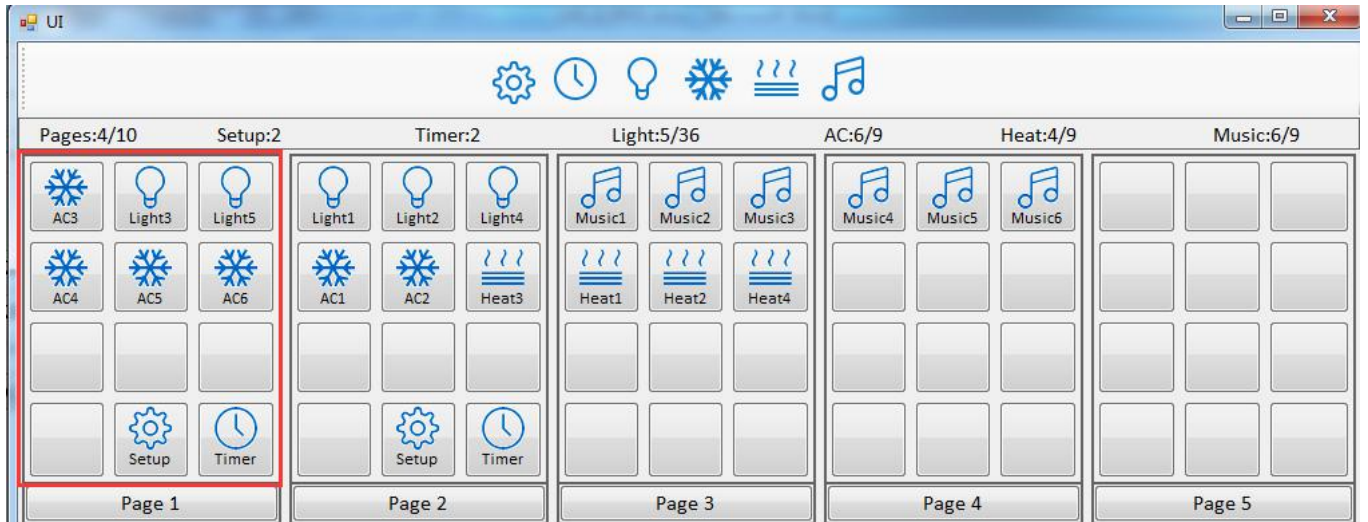 UI
Pages:4/10 Setup:2 Timer:2 Light:5/36 AC:6/9 Heat:4/9 Music:6/9
AC3 Light3 Light5 Light1 Light2 Light4 Music1 Music2 Music3 Music4 Music5 Music6
AC4 AC5 AC6 AC1 AC2 Heat3 Heat1 Heat2 Heat4
Setup Timer Setup Timer
Page 1 Page 2 Page 3 Page 4 Page 5